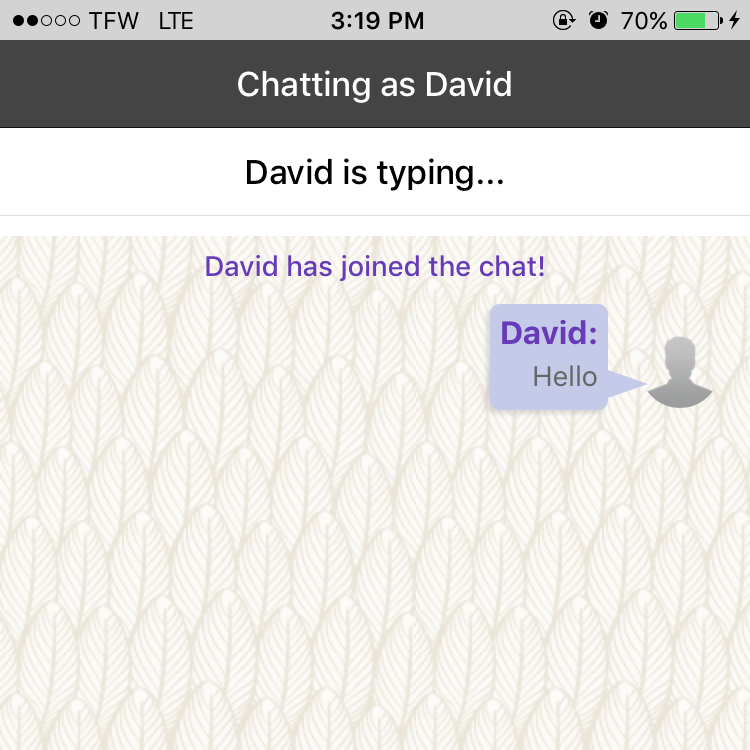 TFW LTE 3:19 PM 70%
Chatting as David
David is typing...
David has joined the chat!
David:
Hello